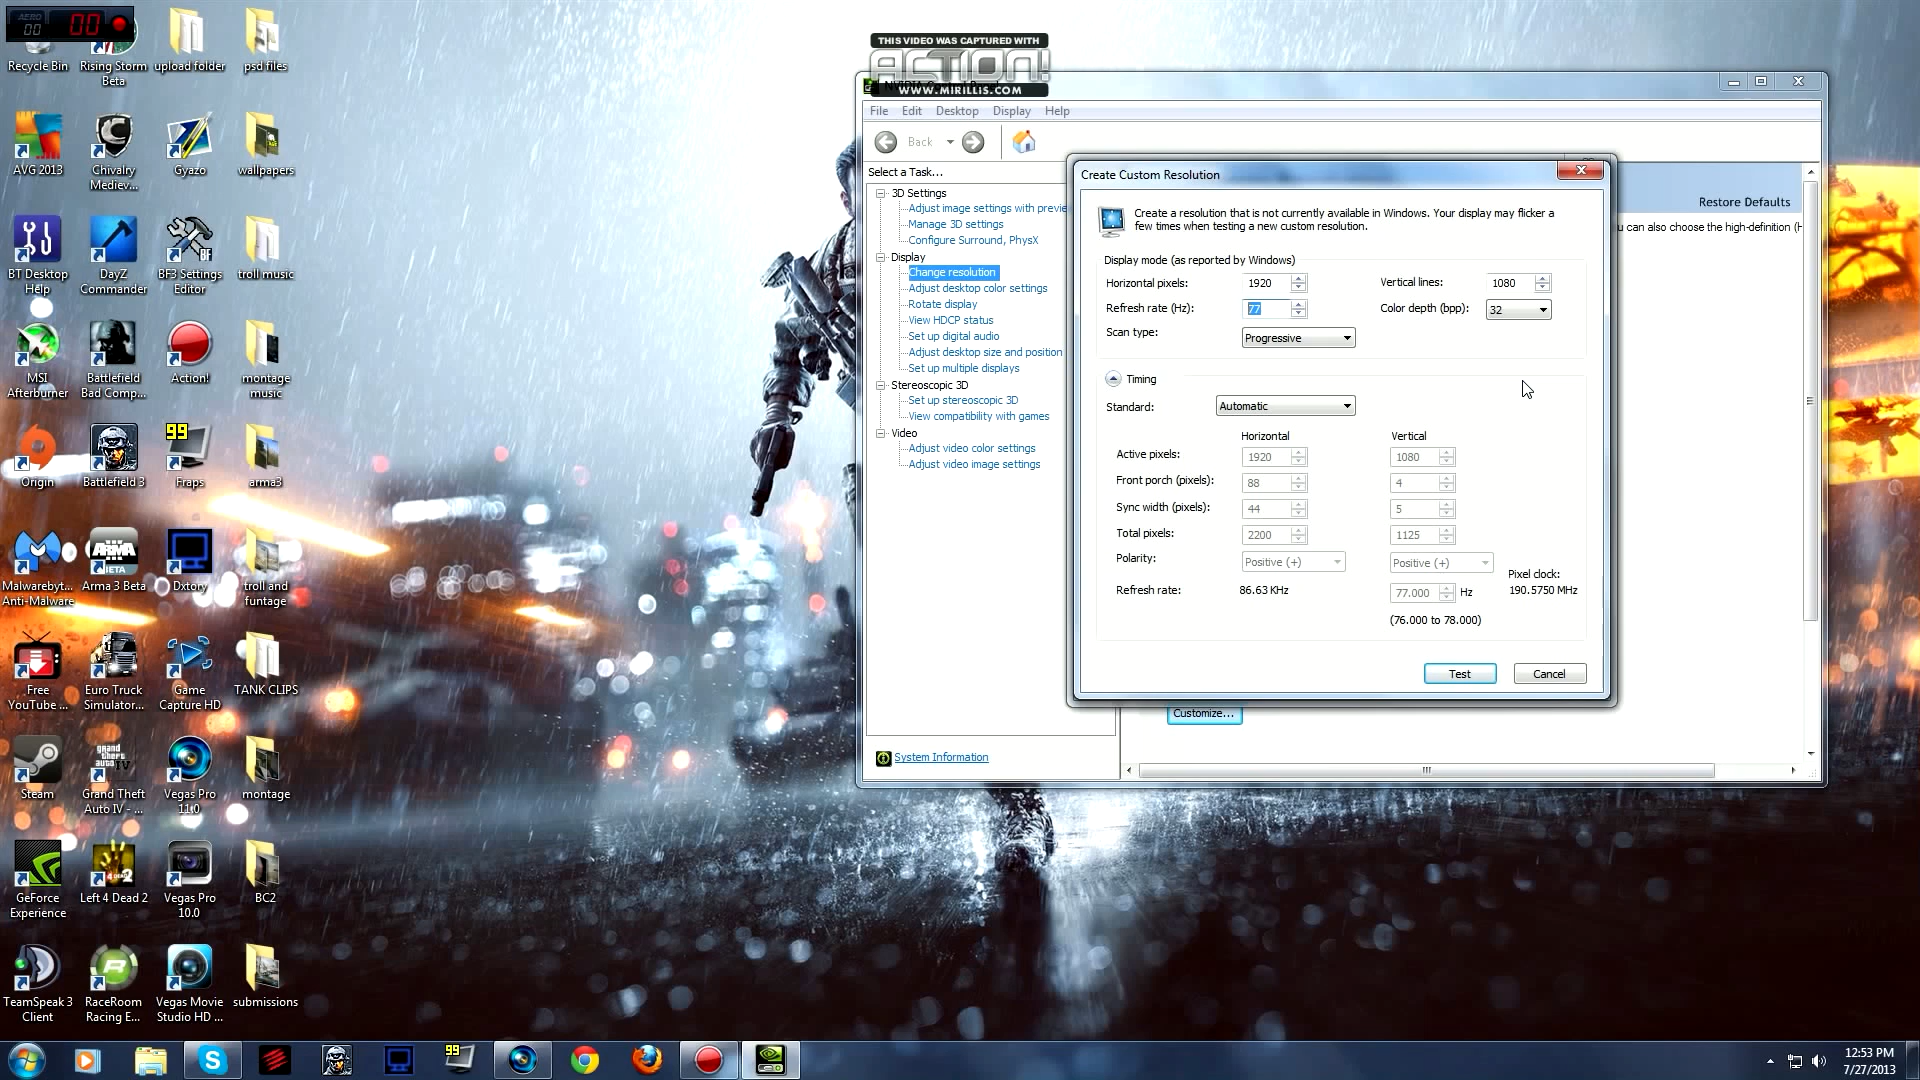 AERO
00
00
Recycle Bin
Rising Storm
Beta
upload folder
psd files
AVG 2013
Chivalry
Mediev...
Gyazo
wallpapers
BT Desktop
Help
DayZ
Commander
BF3 Settings
Editor
troll music
MSI
Afterburner
Battlefield
Bad Comp...
Action!
montage
music
Origin
Battlefield 3
99
Fraps
arma3
Malwarebyt...
Anti-Malware
Arma 3 Beta
Dxtory
troll and
funtage
Free
YouTube ...
Euro Truck
Simulator...
Game
Capture HD
TANK CLIPS
Steam
Grand Theft
Auto IV - ...
Vegas Pro
11.0
montage
GeForce
Experience
Left 4 Dead 2
Vegas Pro
10.0
BC2
TeamSpeak 3
Client
RaceRoom
Racing E...
Vegas Movie
Studio HD ...
submissions
THIS VIDEO WAS CAPTURED WITH
ACTION!
WWW.MIRILLIS.COM
File Edit Desktop Display Help
Back
Select a Task...
3D Settings
Adjust image settings with previe
Manage 3D settings
Configure Surround, PhysX
Display
Change resolution
Adjust desktop color settings
Rotate display
View HDCP status
Set up digital audio
Adjust desktop size and position
Set up multiple displays
Stereoscopic 3D
Set up stereoscopic 3D
View compatibility with games
Video
Adjust video color settings
Adjust video image settings
System Information
Restore Defaults
u can also choose the high-definition (H
Customize...
Create Custom Resolution
Create a resolution that is not currently available in Windows. Your display may flicker a
few times when testing a new custom resolution.
Display mode (as reported by Windows)
Horizontal pixels: 1920 Vertical lines: 1080
Refresh rate (Hz): 77 Color depth (bpp): 32
Scan type: Progressive
Timing
Standard: Automatic
Horizontal Vertical
Active pixels: 1920 1080
Front porch (pixels): 88 4
Sync width (pixels): 44 5
Total pixels: 2200 1125
Polarity: Positive (+) Positive (+)
Pixel clock:
Refresh rate: 86.63 KHz 77.000 Hz 190.5750 MHz
(76.000 to 78.000)
Test Cancel
99
12:53 PM
7/27/2013